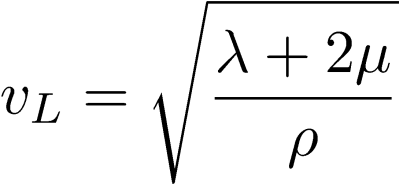 v_L = \sqrt{\frac{\lambda + 2\mu}{\rho}}